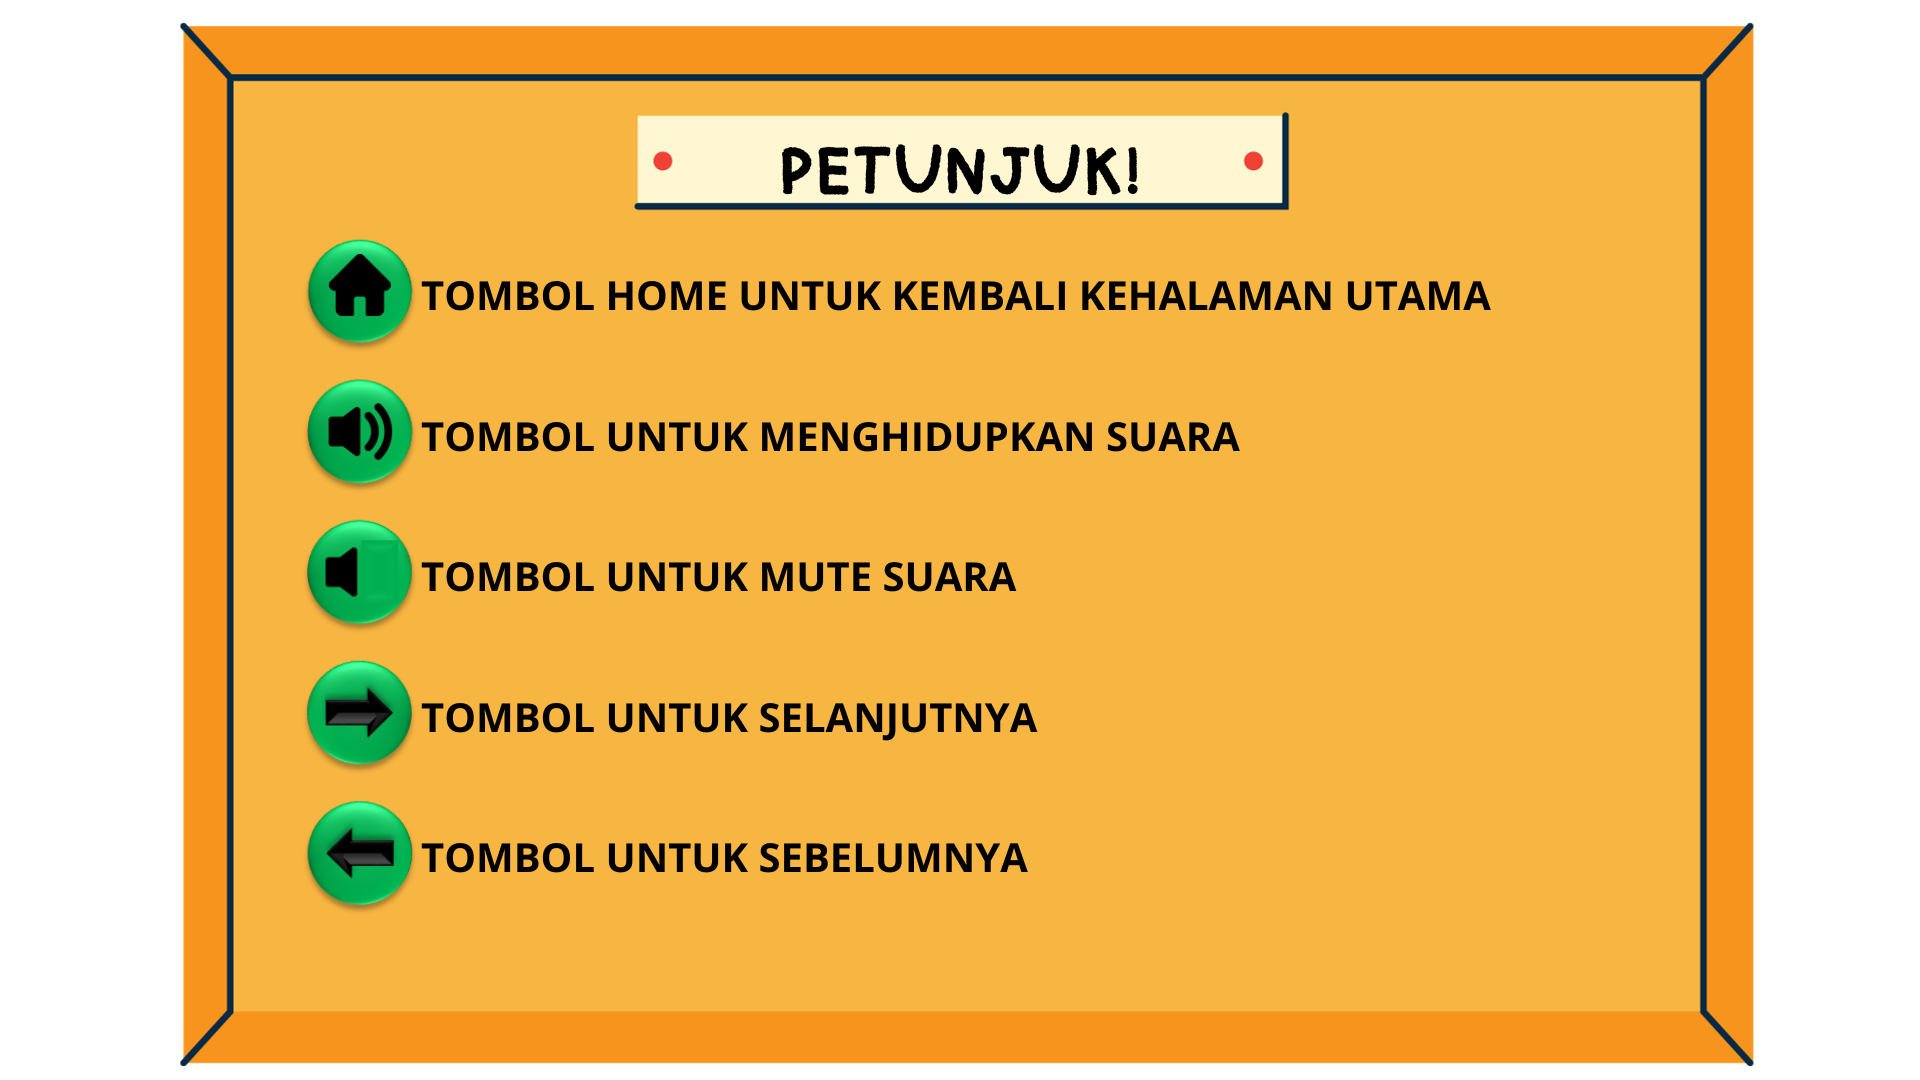 PETUNJUK!
TOMBOL HOME UNTUK KEMBALI KEHALAMAN UTAMA
TOMBOL UNTUK MENGHIDUPKAN SUARA
TOMBOL UNTUK MUTE SUARA
TOMBOL UNTUK SELANJUTNYA
TOMBOL UNTUK SEBELUMNYA